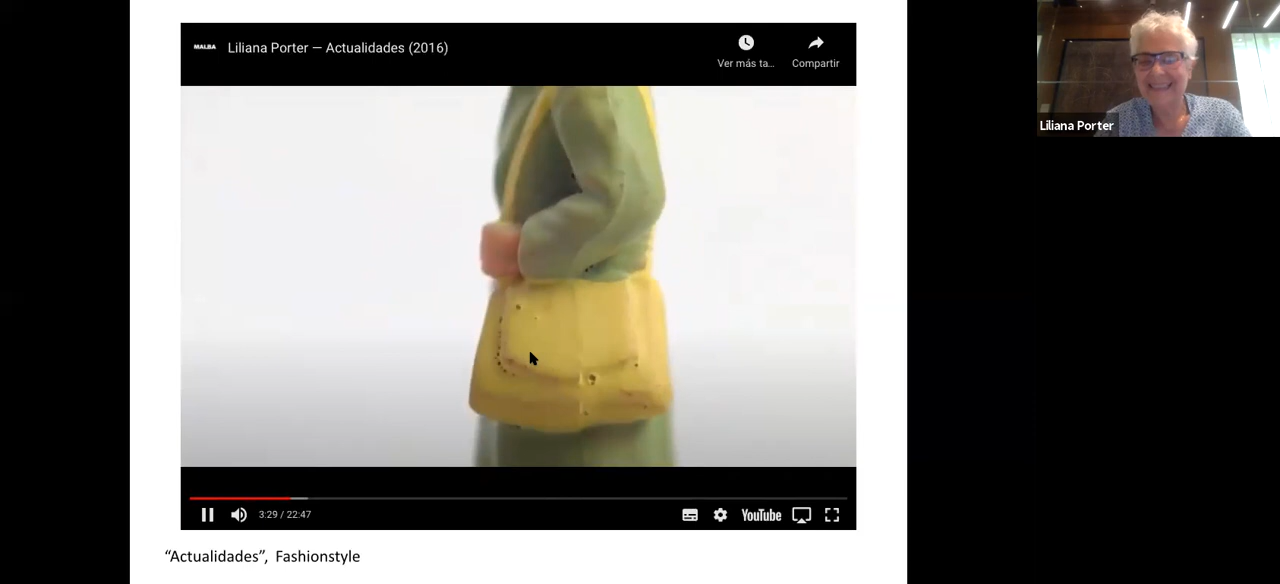 MALBA
Liliana Porter — Actualidades (2016)
Ver más ta...
Compartir
Liliana Porter
3:29 / 22:47
YouTube
“Actualidades”, Fashionstyle